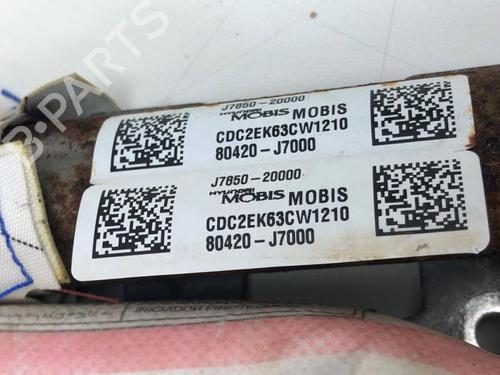 B-PARTS
J7850-20000
HYUNDAI MOBIS MOBIS
CDC2EK63CW1210
80420-J7000
J7850-20000
HYUNDAI MOBIS MOBIS
CDC2EK63CW1210
80420-J7000